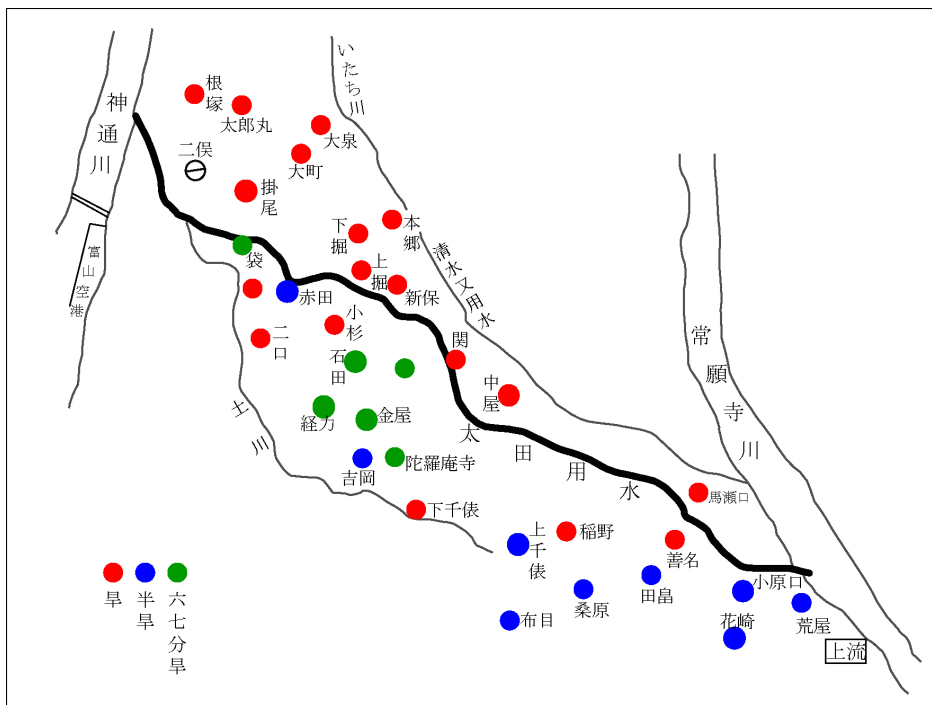 神通川
富山空港
いたち川
清水又用水
常願寺川
太田用水
土川
根塚
太郎丸
大泉
大町
二俣
掛尾
本郷
下堀
上堀
新保
袋
赤田
二口
小杉
石田
関
中屋
経力
金屋
吉岡
陀羅庵寺
下千俵
馬瀬口
上千俵
稲野
善名
小原口
田畠
桑原
布目
花崎
荒屋
上流
旱
半旱
六七分旱